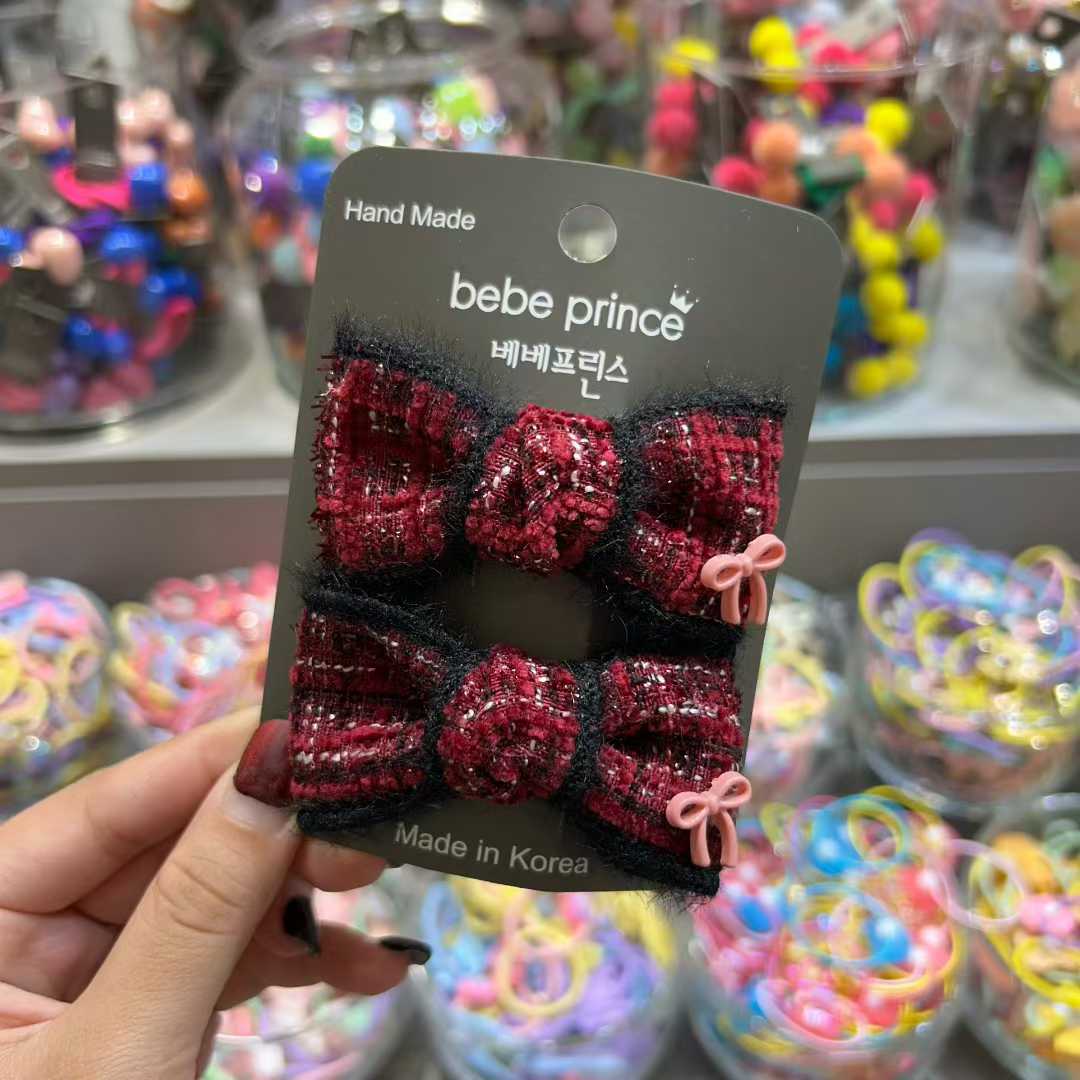 Hand Made
bebe prince
베베프린스
Made in Korea